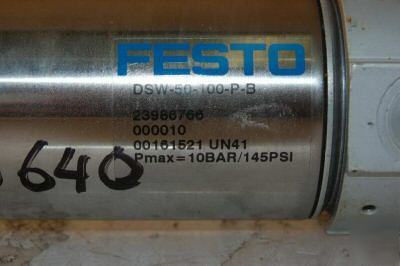 FESTO
DSW-50-100-P-B
23986766
000010
00161521 UN41
Pmax=10BAR/145PSI
640